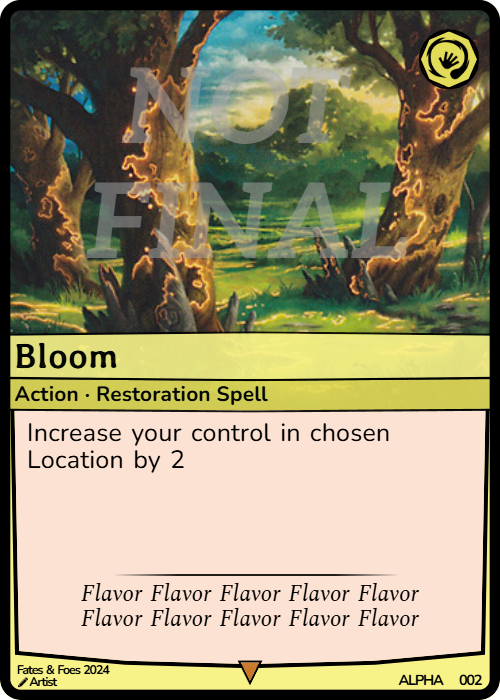 NOT
FINAL
Bloom
Action · Restoration Spell
Increase your control in chosen
Location by 2
Flavor Flavor Flavor Flavor Flavor
Flavor Flavor Flavor Flavor Flavor
Fates & Foes 2024
Artist
ALPHA 002